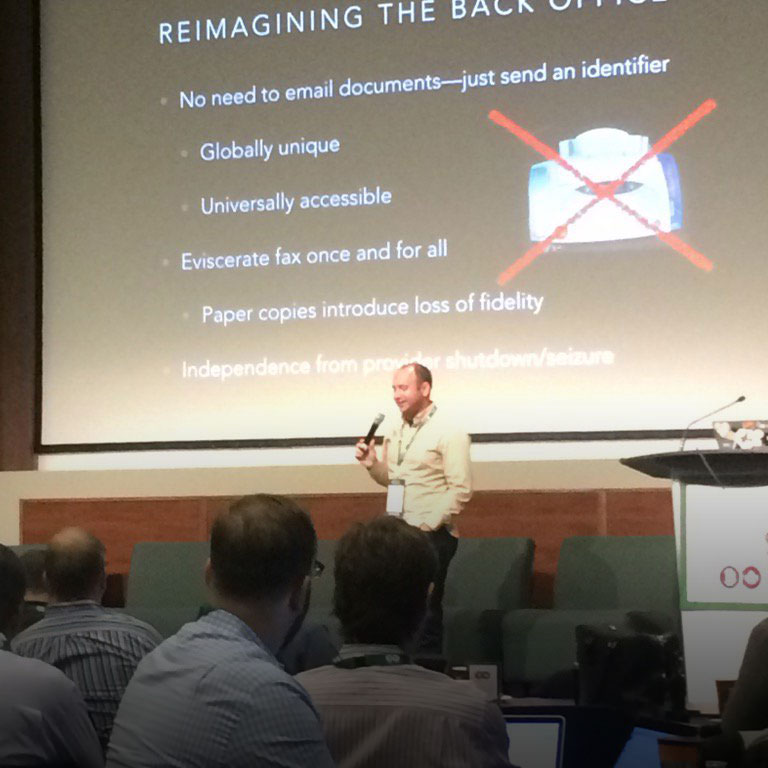 REIMAGINING THE BACK OFFICE
No need to email documents—just send an identifier
Globally unique
Universally accessible
Eviscerate fax once and for all
Paper copies introduce loss of fidelity
Independence from provider shutdown/seizure